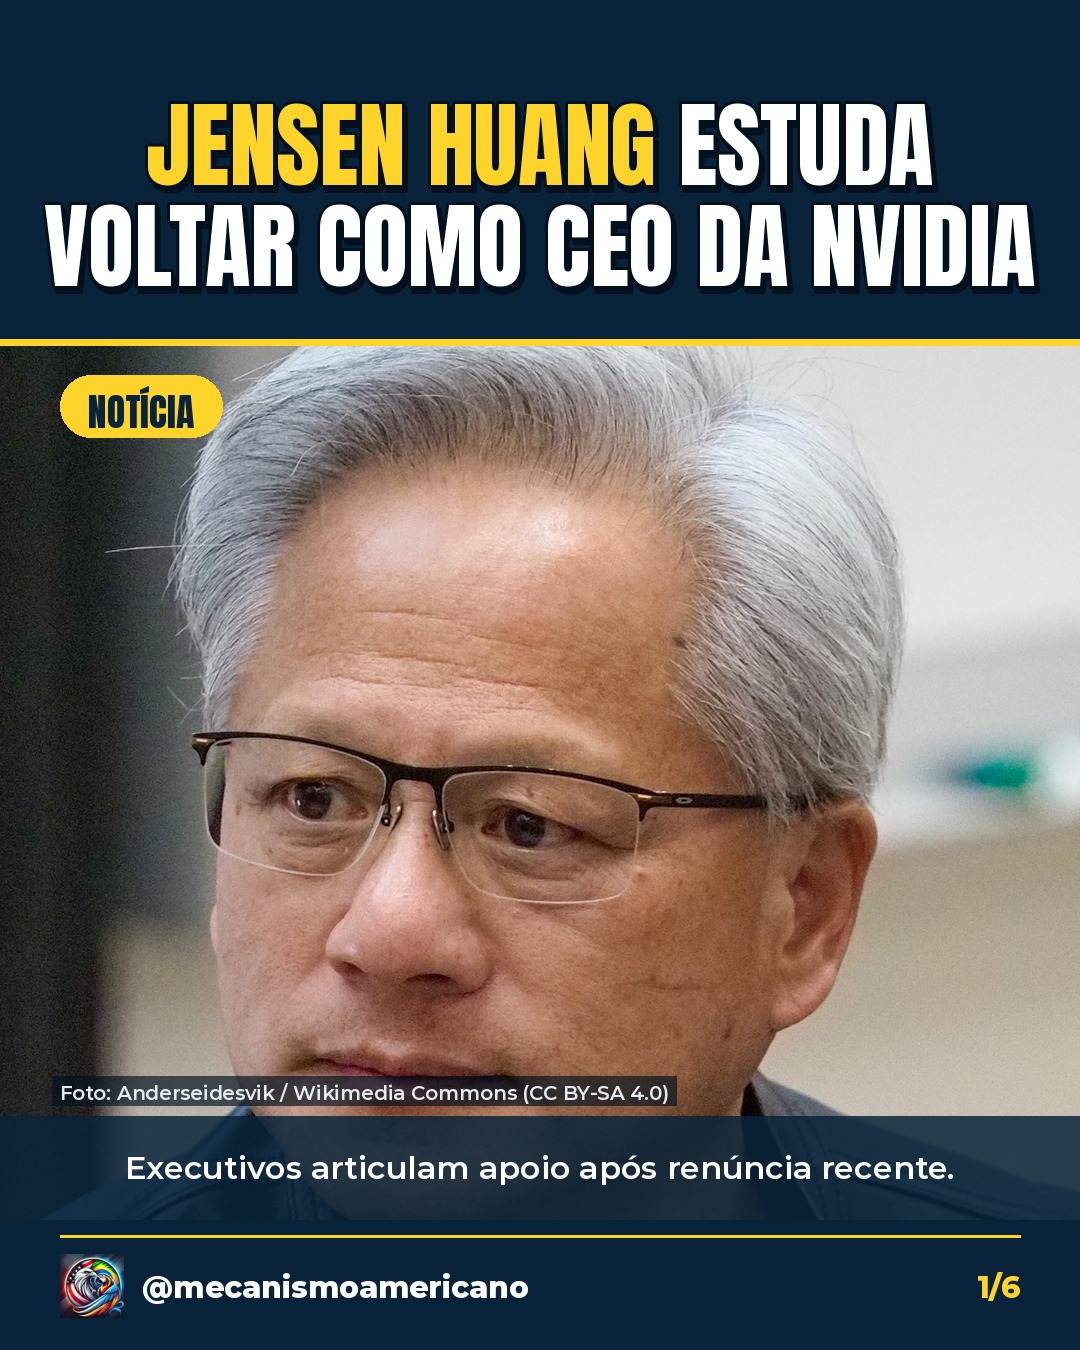 JENSEN HUANG ESTUDA
VOLTAR COMO CEO DA NVIDIA
NOTÍCIA
Foto: Anderseidesvik / Wikimedia Commons (CC BY-SA 4.0)
Executivos articulam apoio após renúncia recente.
@mecanismoamericano
1/6